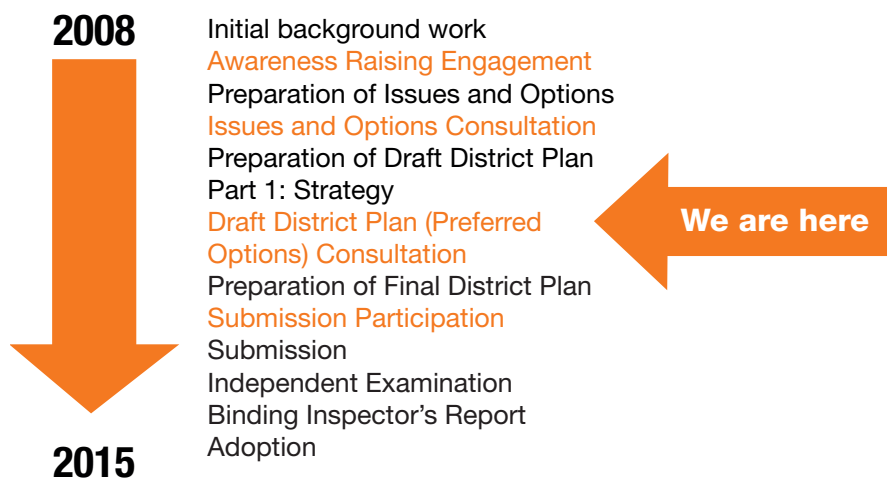 2008
Initial background work
Awareness Raising Engagement
Preparation of Issues and Options
Issues and Options Consultation
Preparation of Draft District Plan
Part 1: Strategy
Draft District Plan (Preferred
Options) Consultation
We are here
Preparation of Final District Plan
Submission Participation
Submission
Independent Examination
Binding Inspector’s Report
Adoption
2015